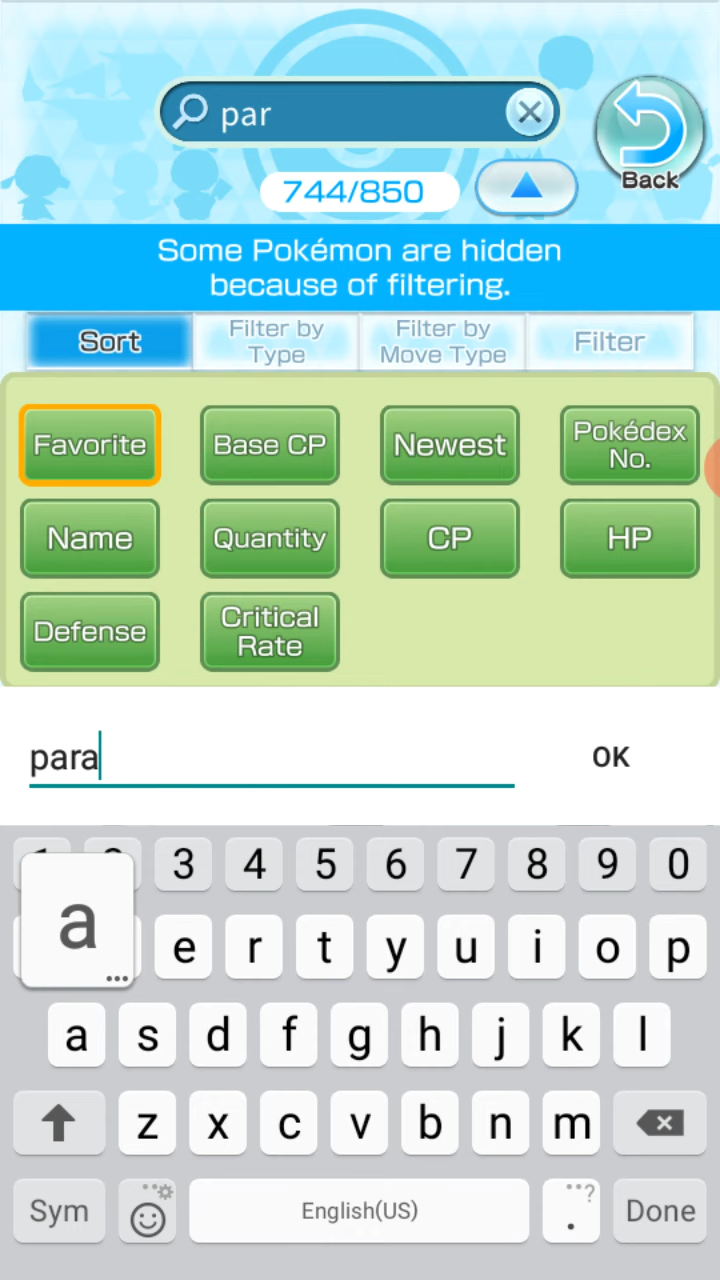 par
Back
744/850
Some Pokémon are hidden
because of filtering.
Sort
Filter by
Type
Filter by
Move Type
Filter
Favorite
Base CP
Newest
Pokédex
No.
Name
Quantity
CP
HP
Defense
Critical
Rate
para
OK
3 4 5 6 7 8 9 0
a
e r t y u i o p
a s d f g h j k l
z x c v b n m
Sym
English(US)
.
Done